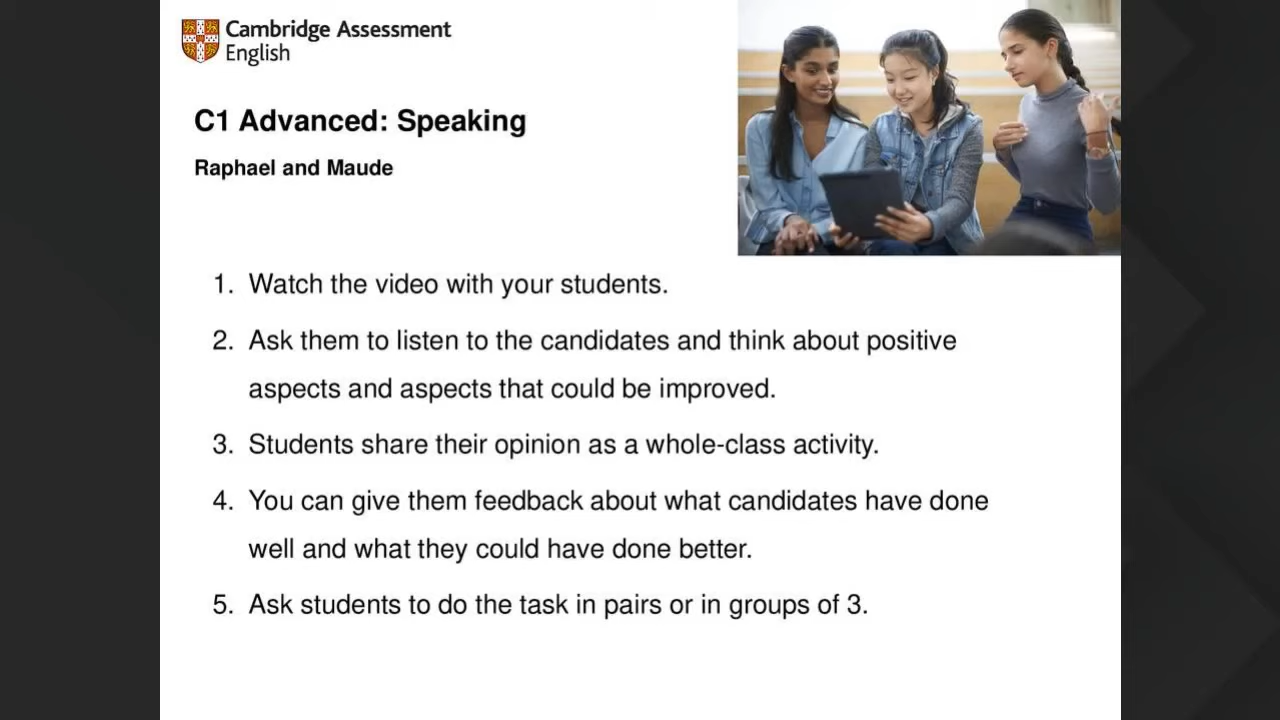 Cambridge Assessment
English
C1 Advanced: Speaking
Raphael and Maude
1. Watch the video with your students.
2. Ask them to listen to the candidates and think about positive
aspects and aspects that could be improved.
3. Students share their opinion as a whole-class activity.
4. You can give them feedback about what candidates have done
well and what they could have done better.
5. Ask students to do the task in pairs or in groups of 3.